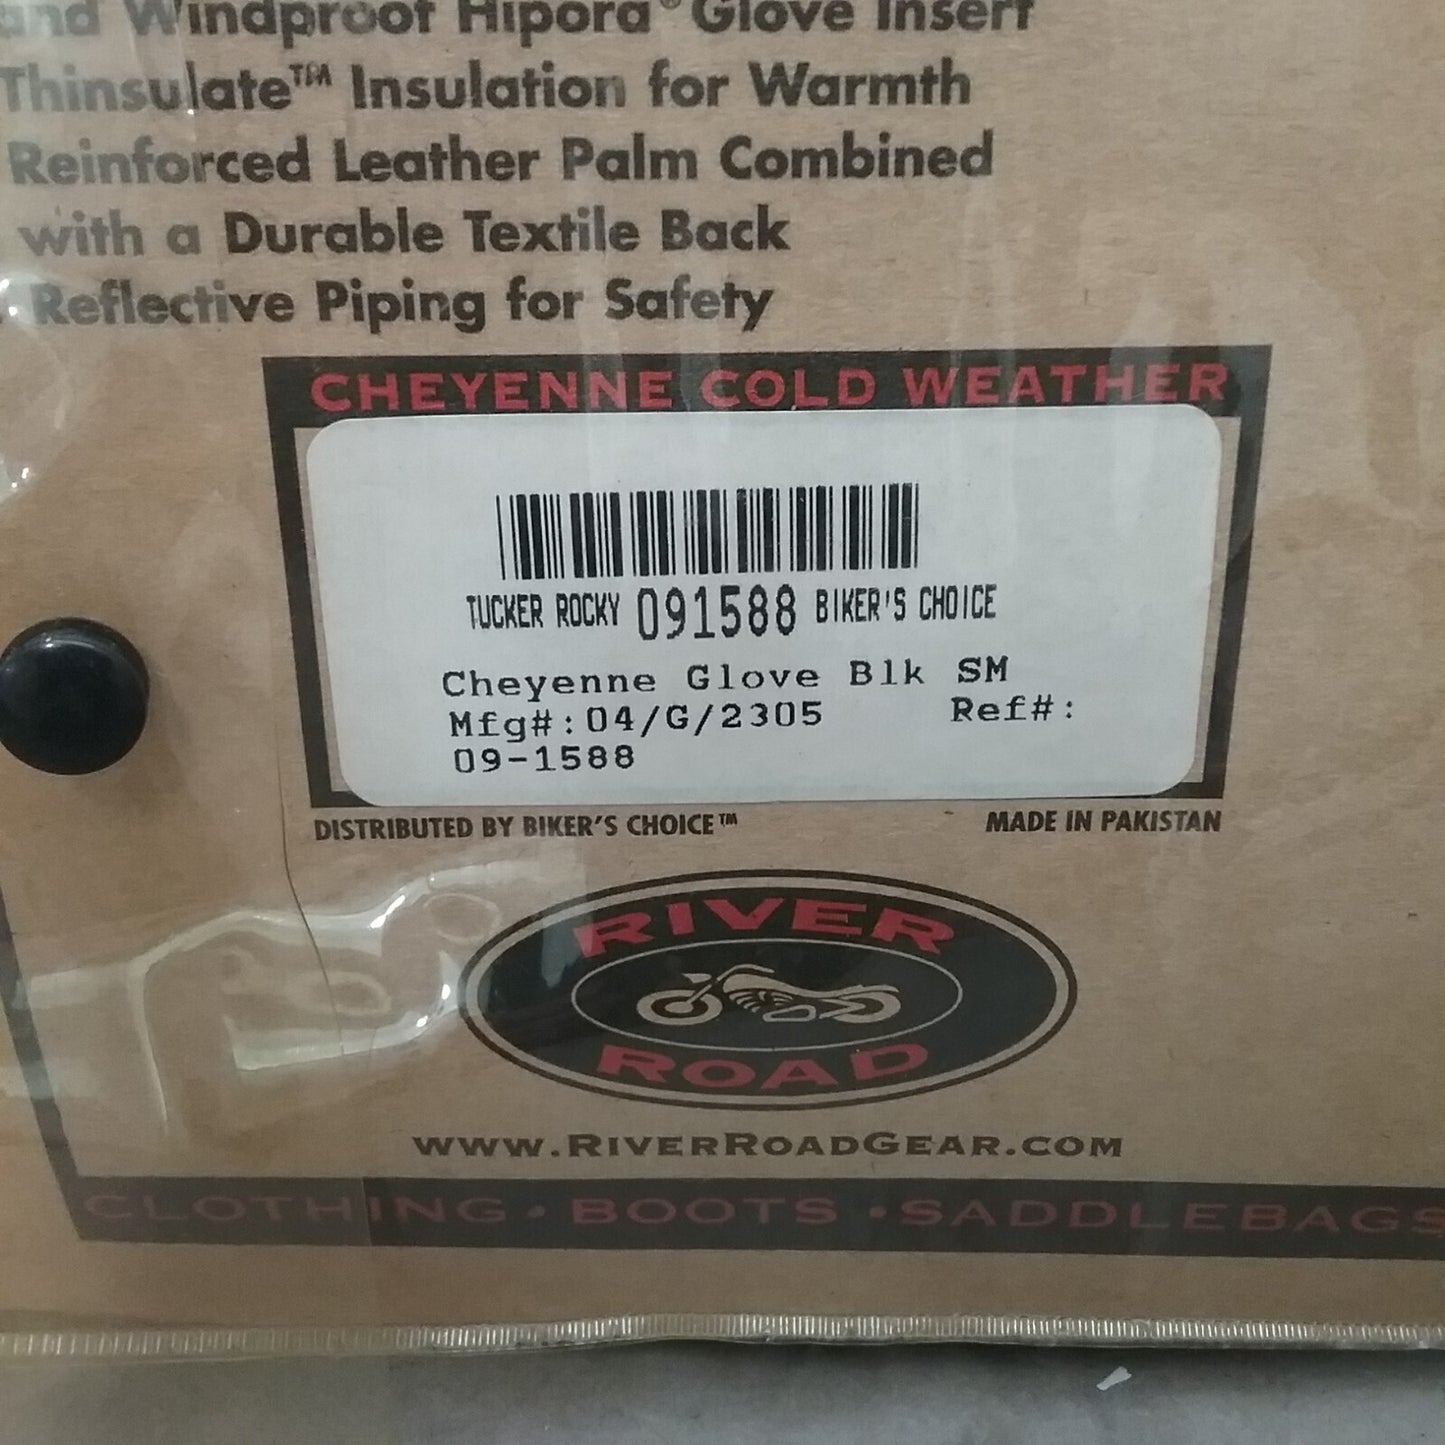 and Windproof Hipora® Glove Insert
Thinsulate™ Insulation for Warmth
Reinforced Leather Palm Combined
with a Durable Textile Back
Reflective Piping for Safety
CHEYENNE COLD WEATHER
TUCKER ROCKY 091588 BIKER'S CHOICE
Cheyenne Glove Blk SM
Mfg#:04/G/2305 Ref#:
09-1588
DISTRIBUTED BY BIKER'S CHOICE™ MADE IN PAKISTAN
RIVER
ROAD
WWW.RIVERROADGEAR.COM
CLOTHING • BOOTS • SADDLEBAGS